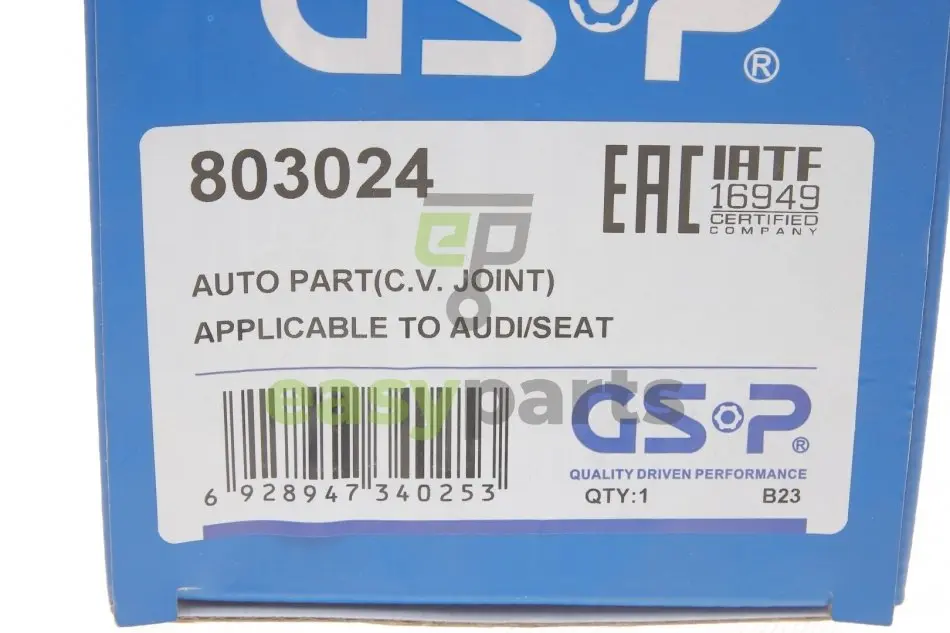 GSP®
803024
EAC
IATF
16949
CERTIFIED
COMPANY
ep
AUTO PART(C.V. JOINT)
APPLICABLE TO AUDI/SEAT
easyparts
GSP®
QUALITY DRIVEN PERFORMANCE
6 928947 340253
QTY:1 B23